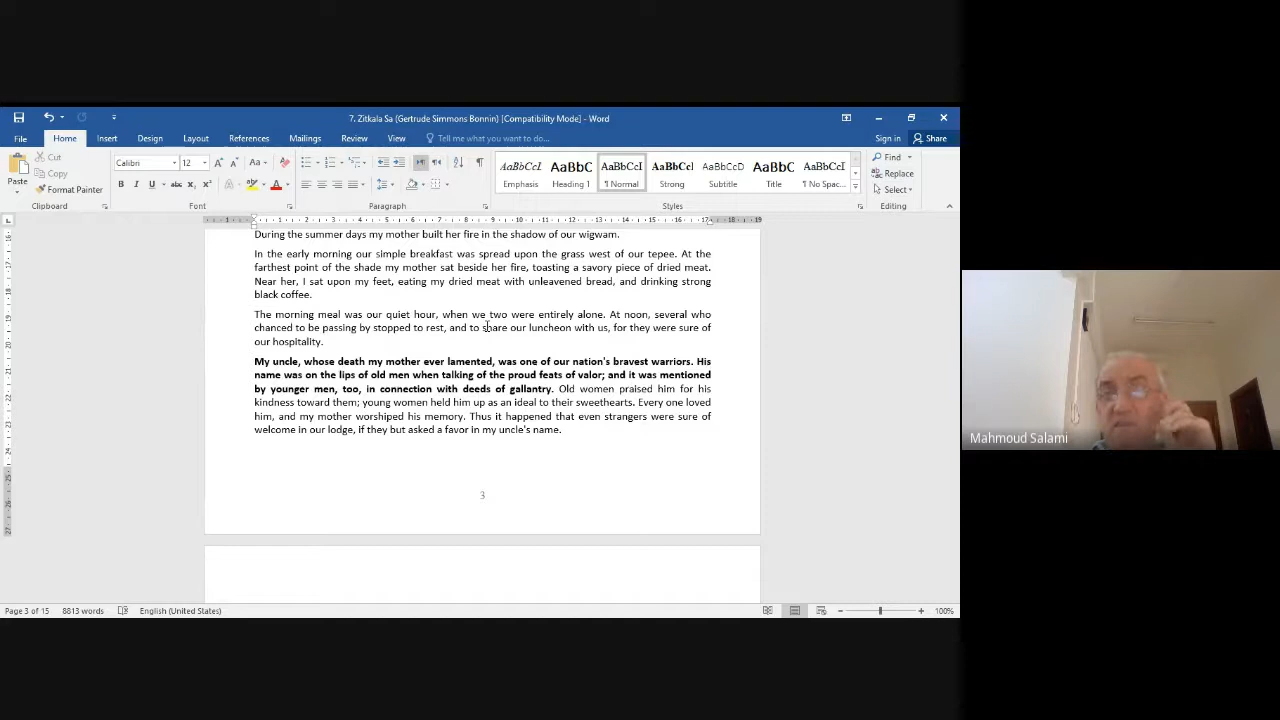 7. Zitkala Sa (Gertrude Simmons Bonnin) [Compatibility Mode] - Word
File Home Insert Design Layout References Mailings Review View Tell me what you want to do... Sign in Share
Paste Cut Copy Format Painter
Calibri 12
AaBbCcI AaBbC AaBbCcI AaBbCcl AaBbCcD AaBbC AaBbCcI
Emphasis Heading 1 ¶ Normal Strong Subtitle Title ¶ No Spac...
Find Replace Select
Clipboard Font Paragraph Styles Editing
During the summer days my mother built her fire in the shadow of our wigwam.
In the early morning our simple breakfast was spread upon the grass west of our tepee. At the
farthest point of the shade my mother sat beside her fire, toasting a savory piece of dried meat.
Near her, I sat upon my feet, eating my dried meat with unleavened bread, and drinking strong
black coffee.
The morning meal was our quiet hour, when we two were entirely alone. At noon, several who
chanced to be passing by stopped to rest, and to share our luncheon with us, for they were sure of
our hospitality.
My uncle, whose death my mother ever lamented, was one of our nation's bravest warriors. His
name was on the lips of old men when talking of the proud feats of valor; and it was mentioned
by younger men, too, in connection with deeds of gallantry. Old women praised him for his
kindness toward them; young women held him up as an ideal to their sweethearts. Every one loved
him, and my mother worshiped his memory. Thus it happened that even strangers were sure of
welcome in our lodge, if they but asked a favor in my uncle's name.
3
Page 3 of 15 8813 words English (United States) 100%
Mahmoud Salami